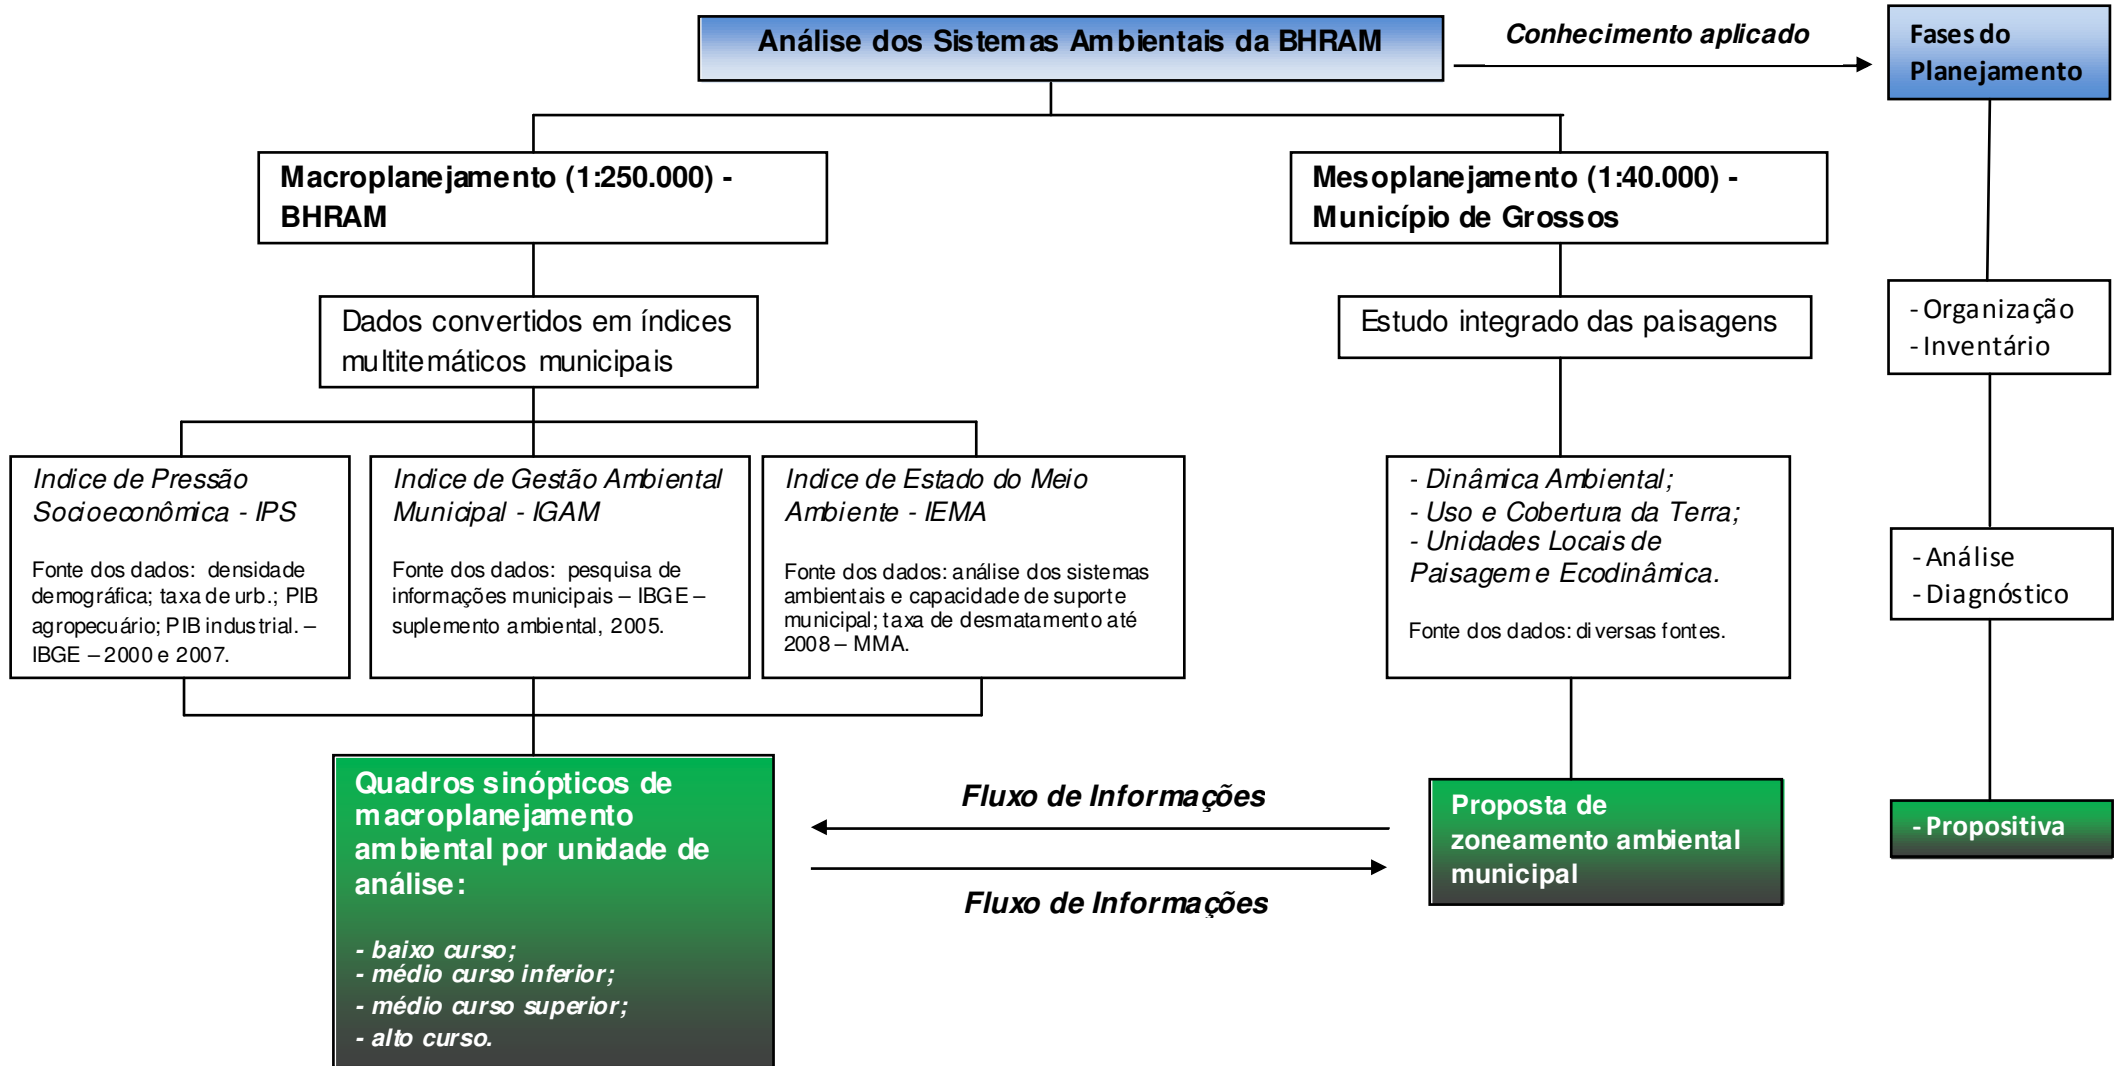 Análise dos Sistemas Ambientais da BHRAM
Conhecimento aplicado
Fases do
Planejamento
Macroplanejamento (1:250.000) -
BHRAM
Mesoplanejamento (1:40.000) -
Município de Grossos
Dados convertidos em índices
multitemáticos municipais
Estudo integrado das paisagens
- Organização
- Inventário
Indice de Pressão
Socioeconômica - IPS
Fonte dos dados: densidade
demográfica; taxa de urb.; PIB
agropecuário; PIB industrial. –
IBGE – 2000 e 2007.
Indice de Gestão Ambiental
Municipal - IGAM
Fonte dos dados: pesquisa de
informações municipais – IBGE –
suplemento ambiental, 2005.
Indice de Estado do Meio
Ambiente - IEMA
Fonte dos dados: análise dos sistemas
ambientais e capacidade de suporte
municipal; taxa de desmatamento até
2008 – MMA.
- Dinâmica Ambiental;
- Uso e Cobertura da Terra;
- Unidades Locais de
Paisagem e Ecodinâmica.
Fonte dos dados: diversas fontes.
- Análise
- Diagnóstico
Quadros sinópticos de
macroplanejamento
ambiental por unidade de
análise:
- baixo curso;
- médio curso inferior;
- médio curso superior;
- alto curso.
Fluxo de Informações
Fluxo de Informações
Proposta de
zoneamento ambiental
municipal
- Propositiva